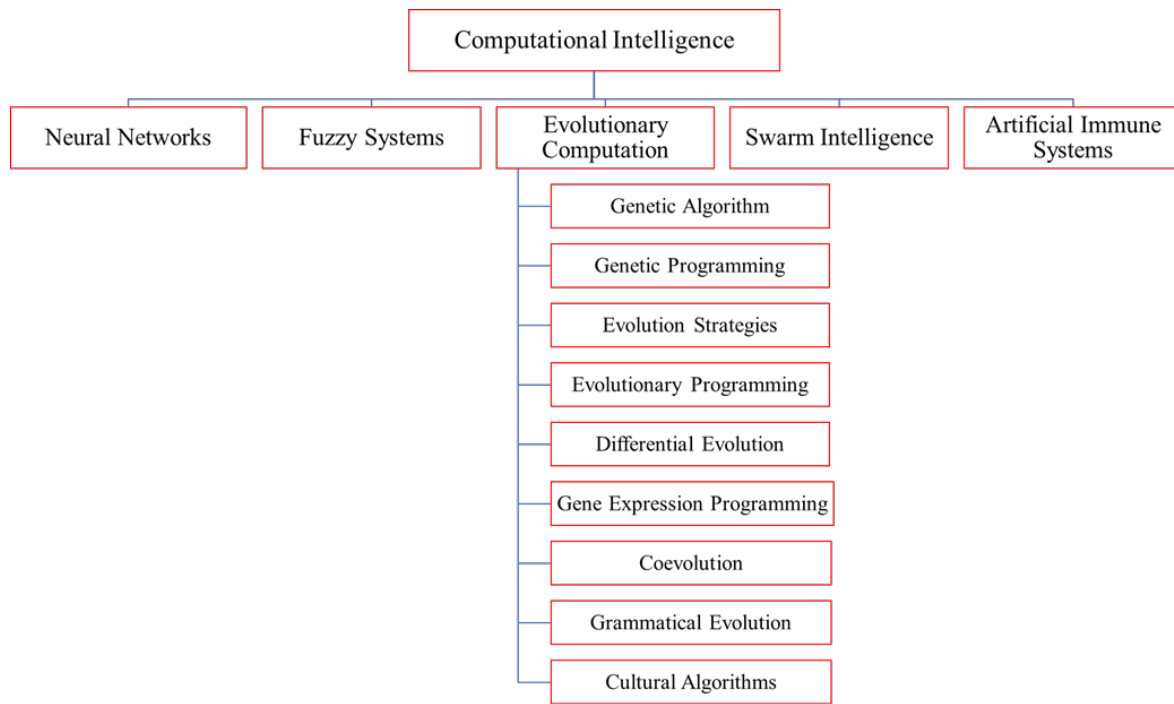 Computational Intelligence
Neural Networks
Fuzzy Systems
Evolutionary
Computation
Swarm Intelligence
Artificial Immune
Systems
Genetic Algorithm
Genetic Programming
Evolution Strategies
Evolutionary Programming
Differential Evolution
Gene Expression Programming
Coevolution
Grammatical Evolution
Cultural Algorithms